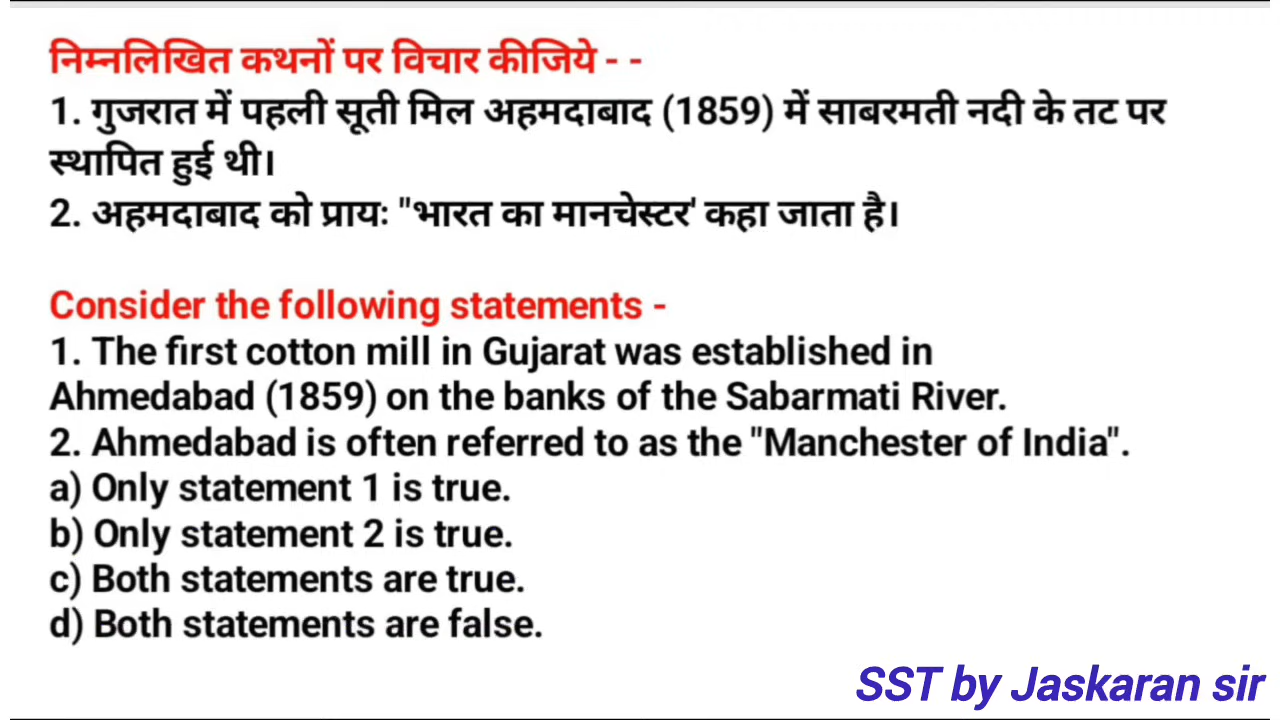 निम्नलिखित कथनों पर विचार कीजिये - -
1. गुजरात में पहली सूती मिल अहमदाबाद (1859) में साबरमती नदी के तट पर
स्थापित हुई थी।
2. अहमदाबाद को प्रायः "भारत का मानचेस्टर' कहा जाता है।
Consider the following statements -
1. The first cotton mill in Gujarat was established in
Ahmedabad (1859) on the banks of the Sabarmati River.
2. Ahmedabad is often referred to as the "Manchester of India".
a) Only statement 1 is true.
b) Only statement 2 is true.
c) Both statements are true.
d) Both statements are false.
SST by Jaskaran sir